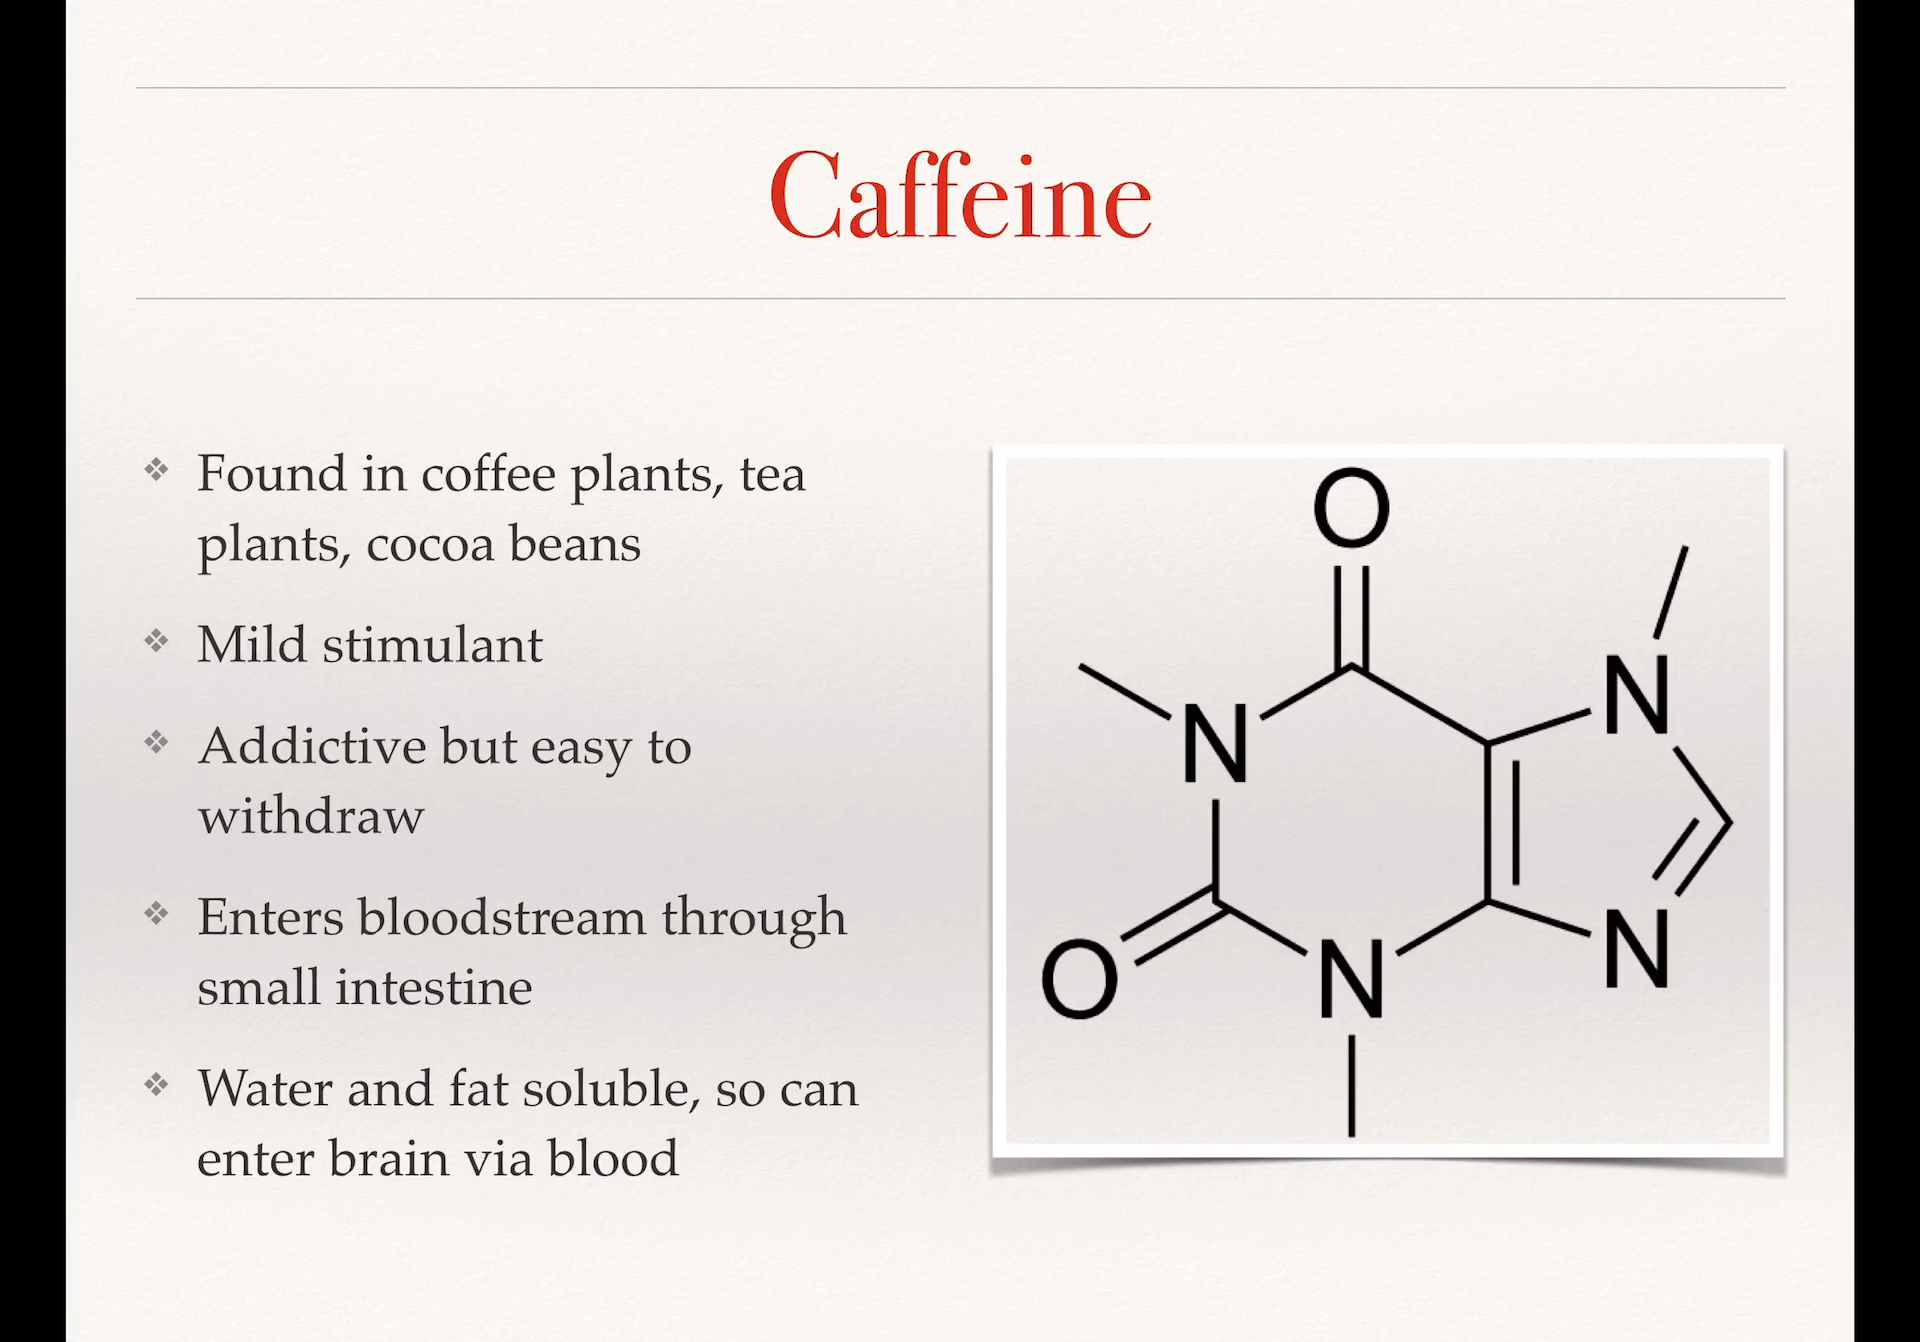 Caffeine
❖ Found in coffee plants, tea
plants, cocoa beans
❖ Mild stimulant
❖ Addictive but easy to
withdraw
❖ Enters bloodstream through
small intestine
❖ Water and fat soluble, so can
enter brain via blood
O
N
N
O
N
N